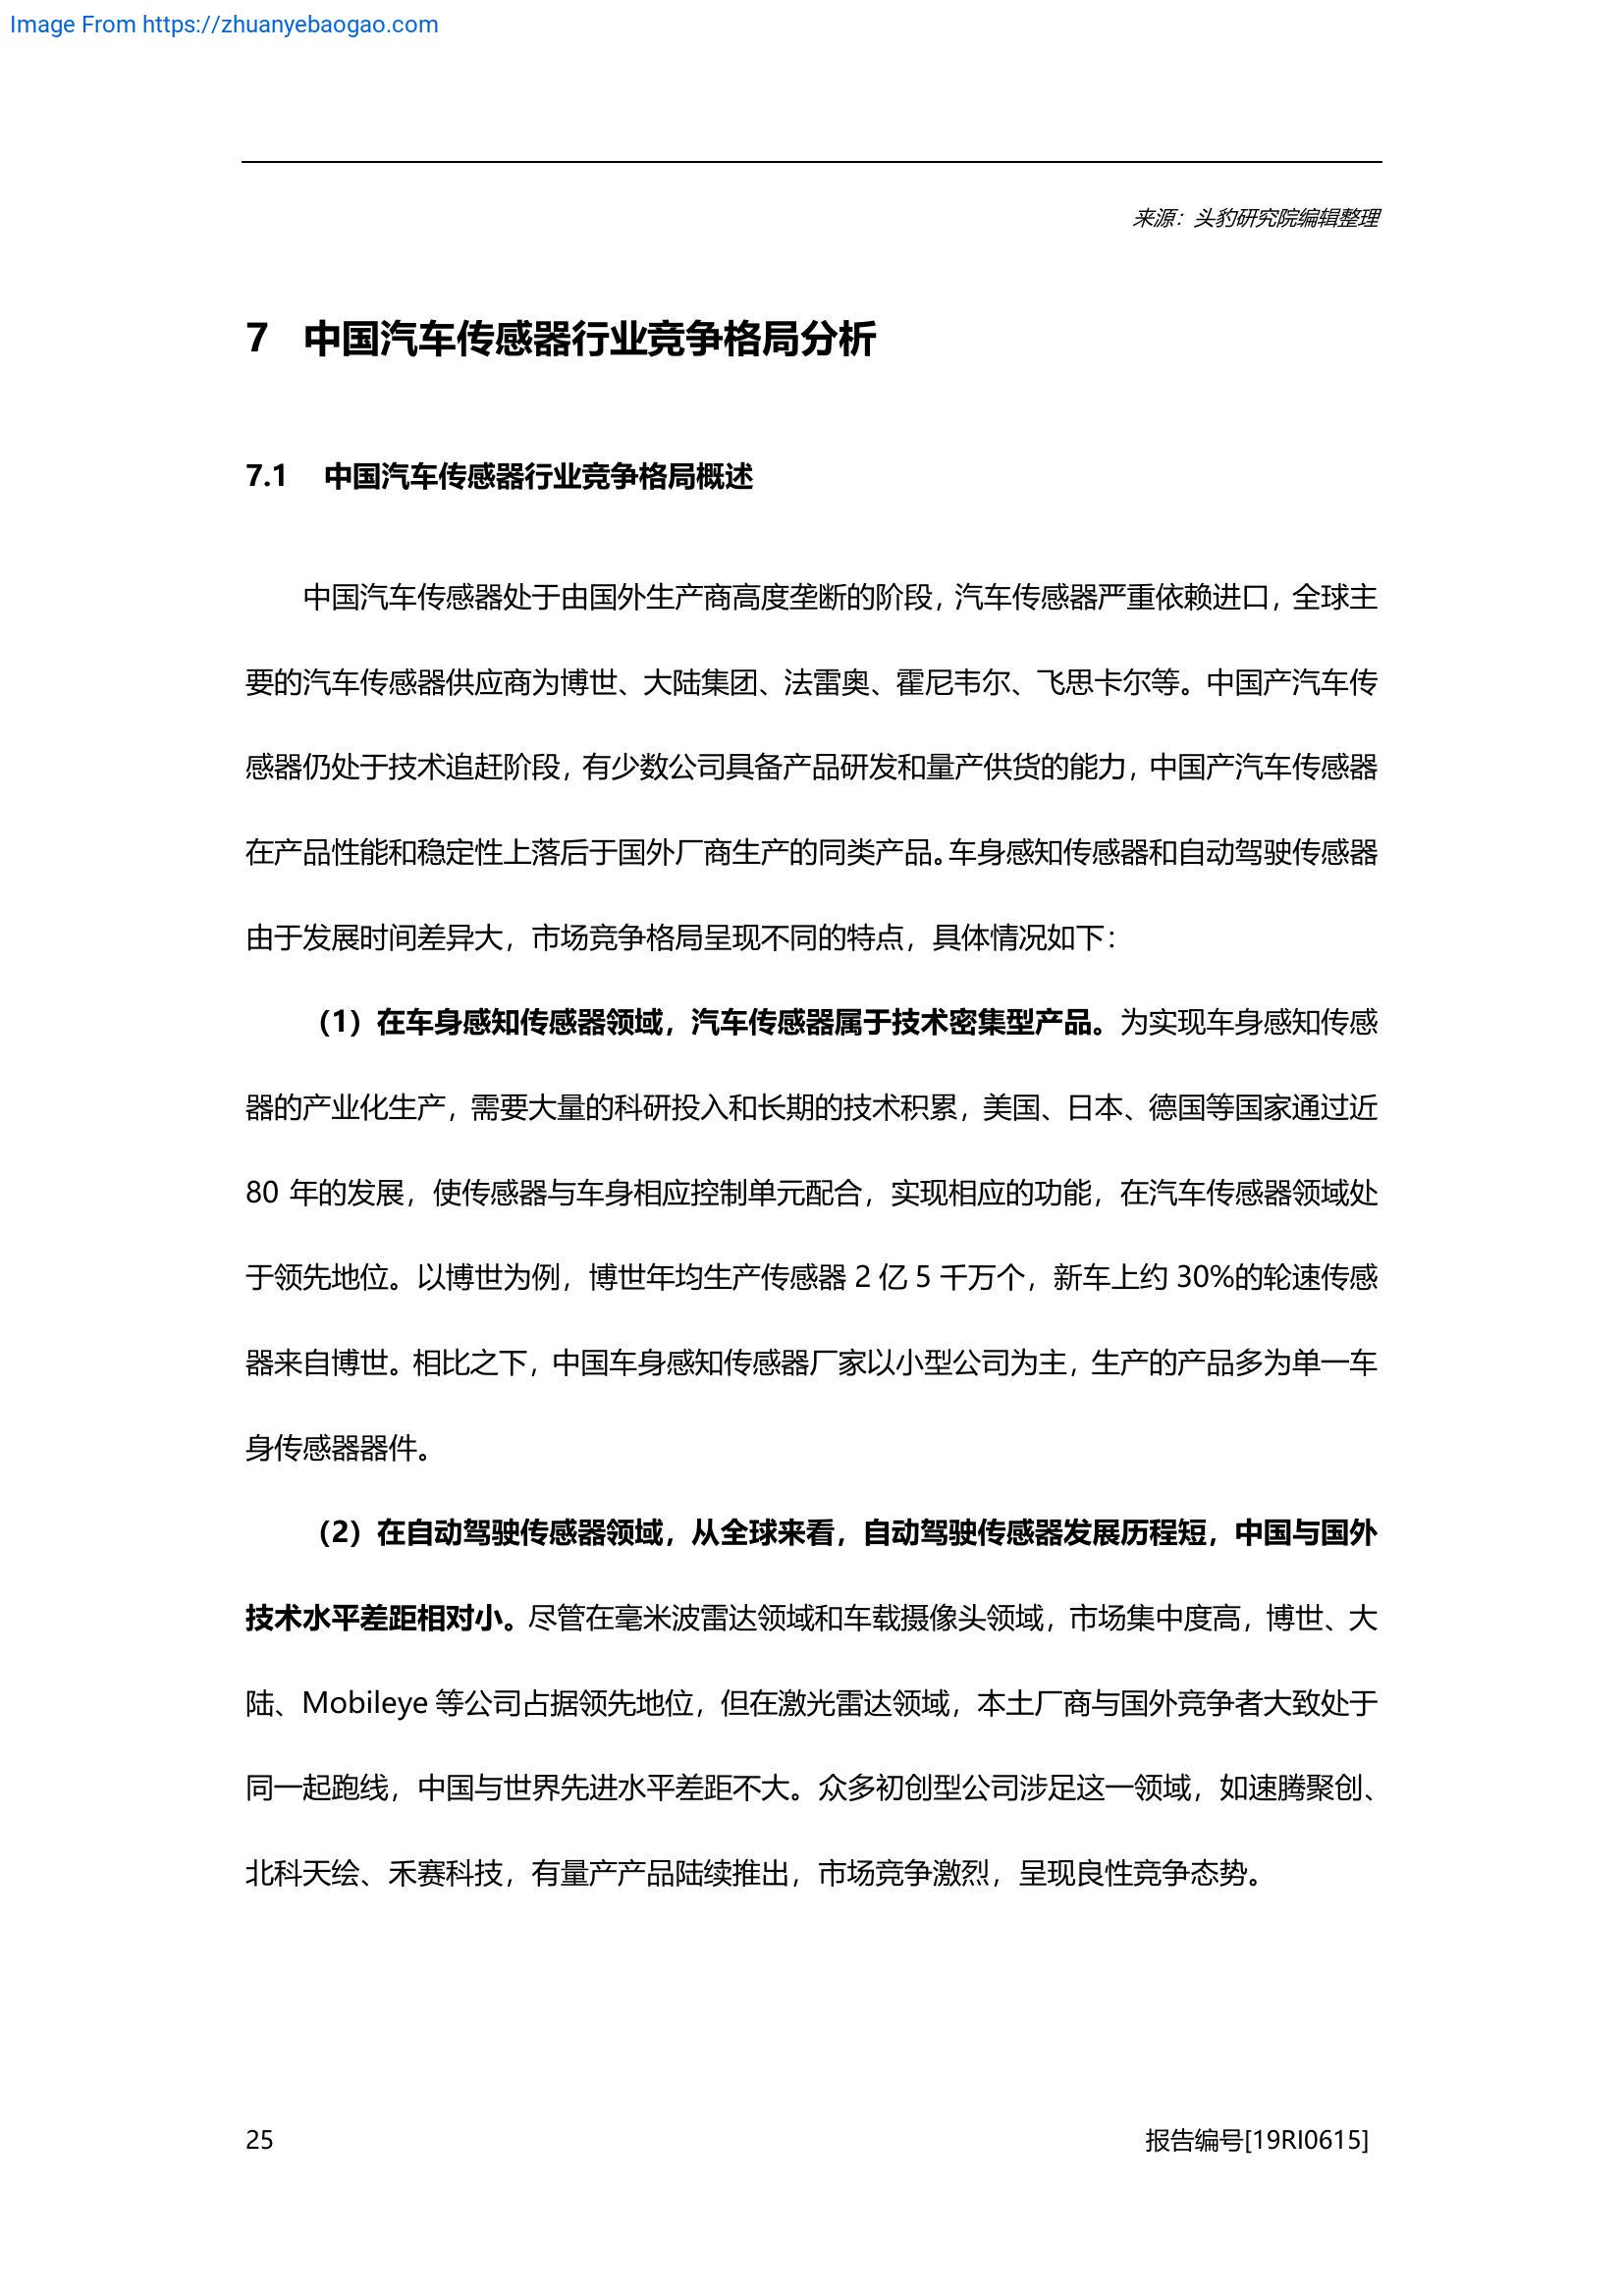 Image From https://zhuanyebaogao.com
来源：头豹研究院编辑整理
7 中国汽车传感器行业竞争格局分析
7.1 中国汽车传感器行业竞争格局概述
中国汽车传感器处于由国外生产商高度垄断的阶段，汽车传感器严重依赖进口，全球主
要的汽车传感器供应商为博世、大陆集团、法雷奥、霍尼韦尔、飞思卡尔等。中国产汽车传
感器仍处于技术追赶阶段，有少数公司具备产品研发和量产供货的能力，中国产汽车传感器
在产品性能和稳定性上落后于国外厂商生产的同类产品。车身感知传感器和自动驾驶传感器
由于发展时间差异大，市场竞争格局呈现不同的特点，具体情况如下：
（1）在车身感知传感器领域，汽车传感器属于技术密集型产品。为实现车身感知传感
器的产业化生产，需要大量的科研投入和长期的技术积累，美国、日本、德国等国家通过近
80 年的发展，使传感器与车身相应控制单元配合，实现相应的功能，在汽车传感器领域处
于领先地位。以博世为例，博世年均生产传感器 2 亿 5 千万个，新车上约 30%的轮速传感
器来自博世。相比之下，中国车身感知传感器厂家以小型公司为主，生产的产品多为单一车
身传感器器件。
（2）在自动驾驶传感器领域，从全球来看，自动驾驶传感器发展历程短，中国与国外
技术水平差距相对小。尽管在毫米波雷达领域和车载摄像头领域，市场集中度高，博世、大
陆、Mobileye 等公司占据领先地位，但在激光雷达领域，本土厂商与国外竞争者大致处于
同一起跑线，中国与世界先进水平差距不大。众多初创型公司涉足这一领域，如速腾聚创、
北科天绘、禾赛科技，有量产产品陆续推出，市场竞争激烈，呈现良性竞争态势。
25 报告编号[19RI0615]